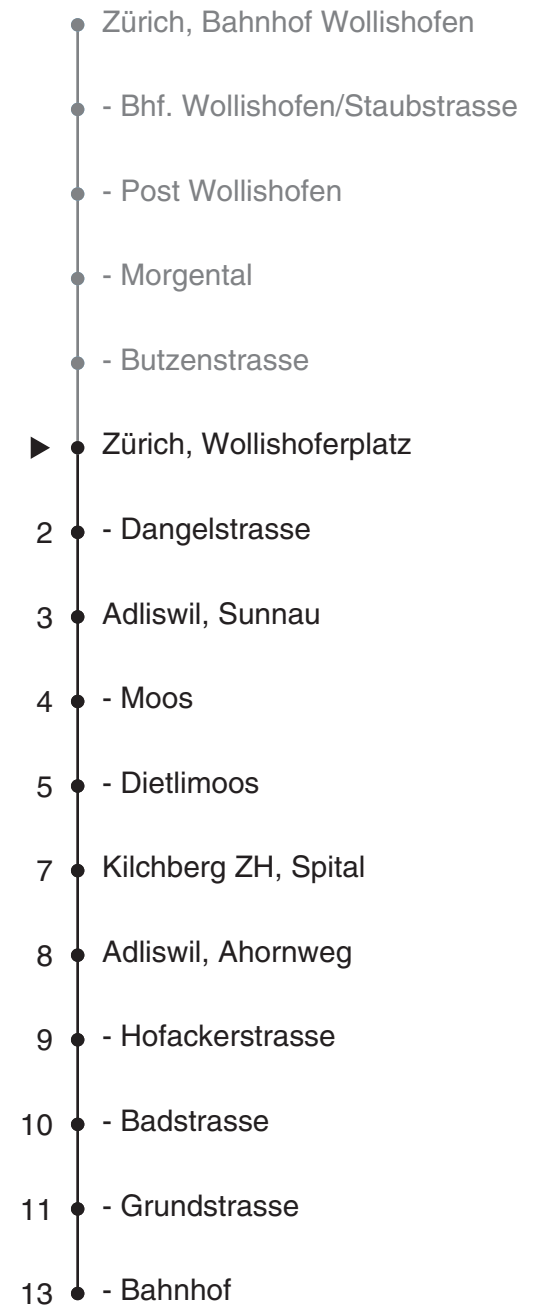 Zürich, Bahnhof Wollishofen
- Bhf. Wollishofen/Staubstrasse
- Post Wollishofen
- Morgental
- Butzenstrasse
Zürich, Wollishoferplatz
2 - Dangelstrasse
3 Adliswil, Sunnau
4 - Moos
5 - Dietlimoos
7 Kilchberg ZH, Spital
8 Adliswil, Ahornweg
9 - Hofackerstrasse
10 - Badstrasse
11 - Grundstrasse
13 - Bahnhof